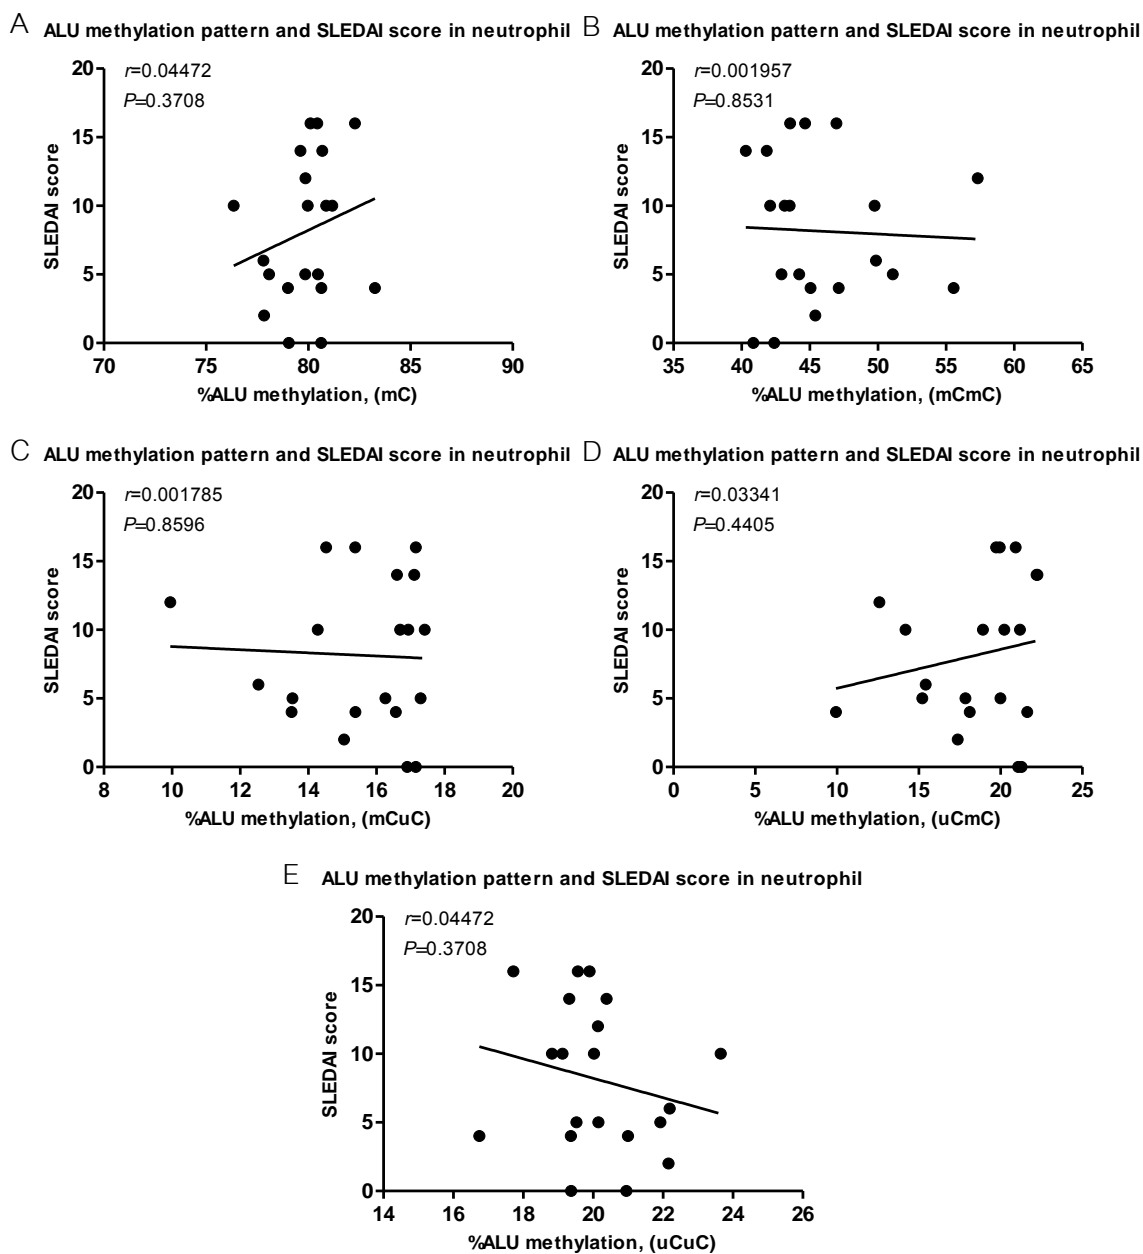 A ALU methylation pattern and SLEDAI score in neutrophil
r=0.04472
P=0.3708
20
15
10
5
0
SLEDAI score
70 75 80 85 90
%ALU methylation, (mC)
B ALU methylation pattern and SLEDAI score in neutrophil
r=0.001957
P=0.8531
20
15
10
5
0
SLEDAI score
35 40 45 50 55 60 65
%ALU methylation, (mCmC)
C ALU methylation pattern and SLEDAI score in neutrophil
r=0.001785
P=0.8596
20
15
10
5
0
SLEDAI score
8 10 12 14 16 18 20
%ALU methylation, (mCuC)
D ALU methylation pattern and SLEDAI score in neutrophil
r=0.03341
P=0.4405
20
15
10
5
0
SLEDAI score
0 5 10 15 20 25
%ALU methylation, (uCmC)
E ALU methylation pattern and SLEDAI score in neutrophil
r=0.04472
P=0.3708
20
15
10
5
0
SLEDAI score
14 16 18 20 22 24 26
%ALU methylation, (uCuC)